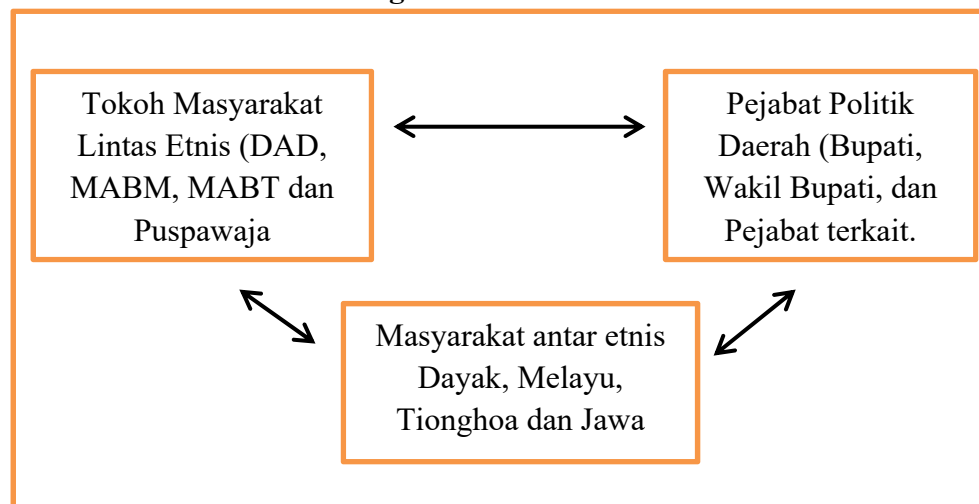 Tokoh Masyarakat
Lintas Etnis (DAD,
MABM, MABT dan
Puspawaja
Pejabat Politik
Daerah (Bupati,
Wakil Bupati, dan
Pejabat terkait.
Masyarakat antar etnis
Dayak, Melayu,
Tionghoa dan Jawa